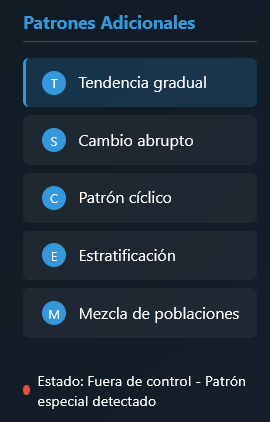 Patrones Adicionales
T Tendencia gradual
S Cambio abrupto
C Patrón cíclico
E Estratificación
M Mezcla de poblaciones
Estado: Fuera de control - Patrón
especial detectado